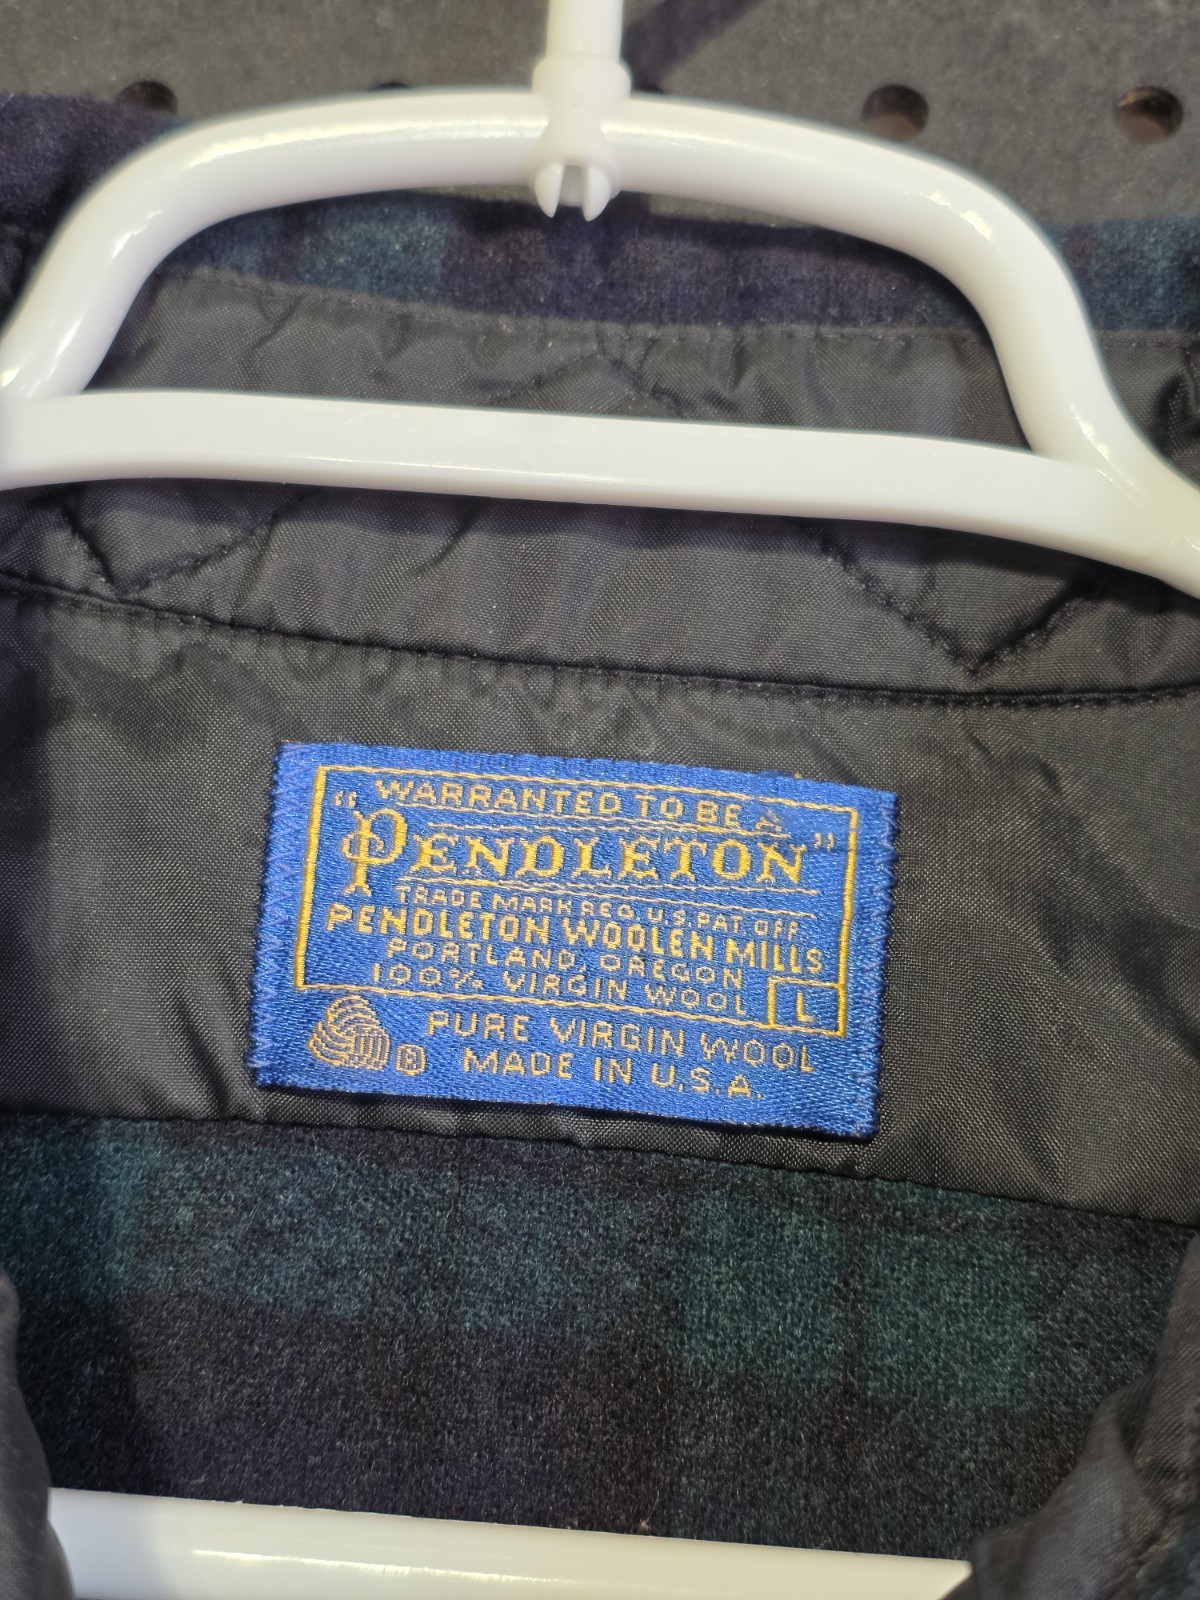 "WARRANTED TO BE A
PENDLETON"
TRADE MARK REG. U.S. PAT. OFF.
PENDLETON WOOLEN MILLS
PORTLAND, OREGON
100% VIRGIN WOOL L
® PURE VIRGIN WOOL
MADE IN U.S.A.